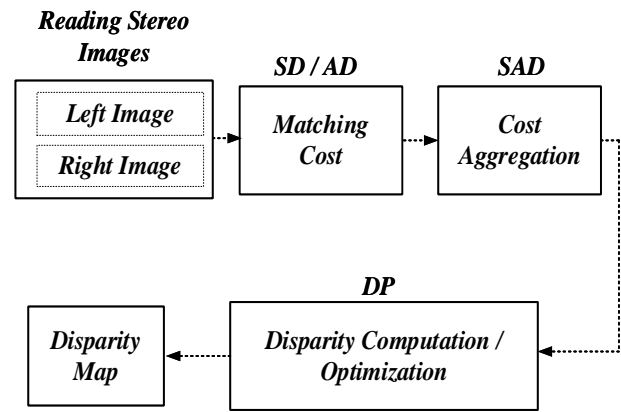 Reading Stereo
Images
Left Image
Right Image
SD / AD
Matching
Cost
SAD
Cost
Aggregation
DP
Disparity Computation /
Optimization
Disparity
Map